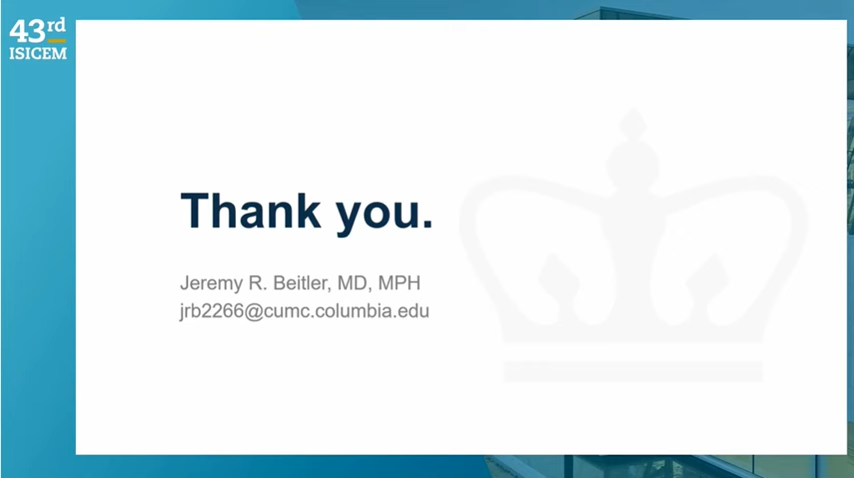 43rd
ISICEM
Thank you.
Jeremy R. Beitler, MD, MPH
jrb2266@cumc.columbia.edu